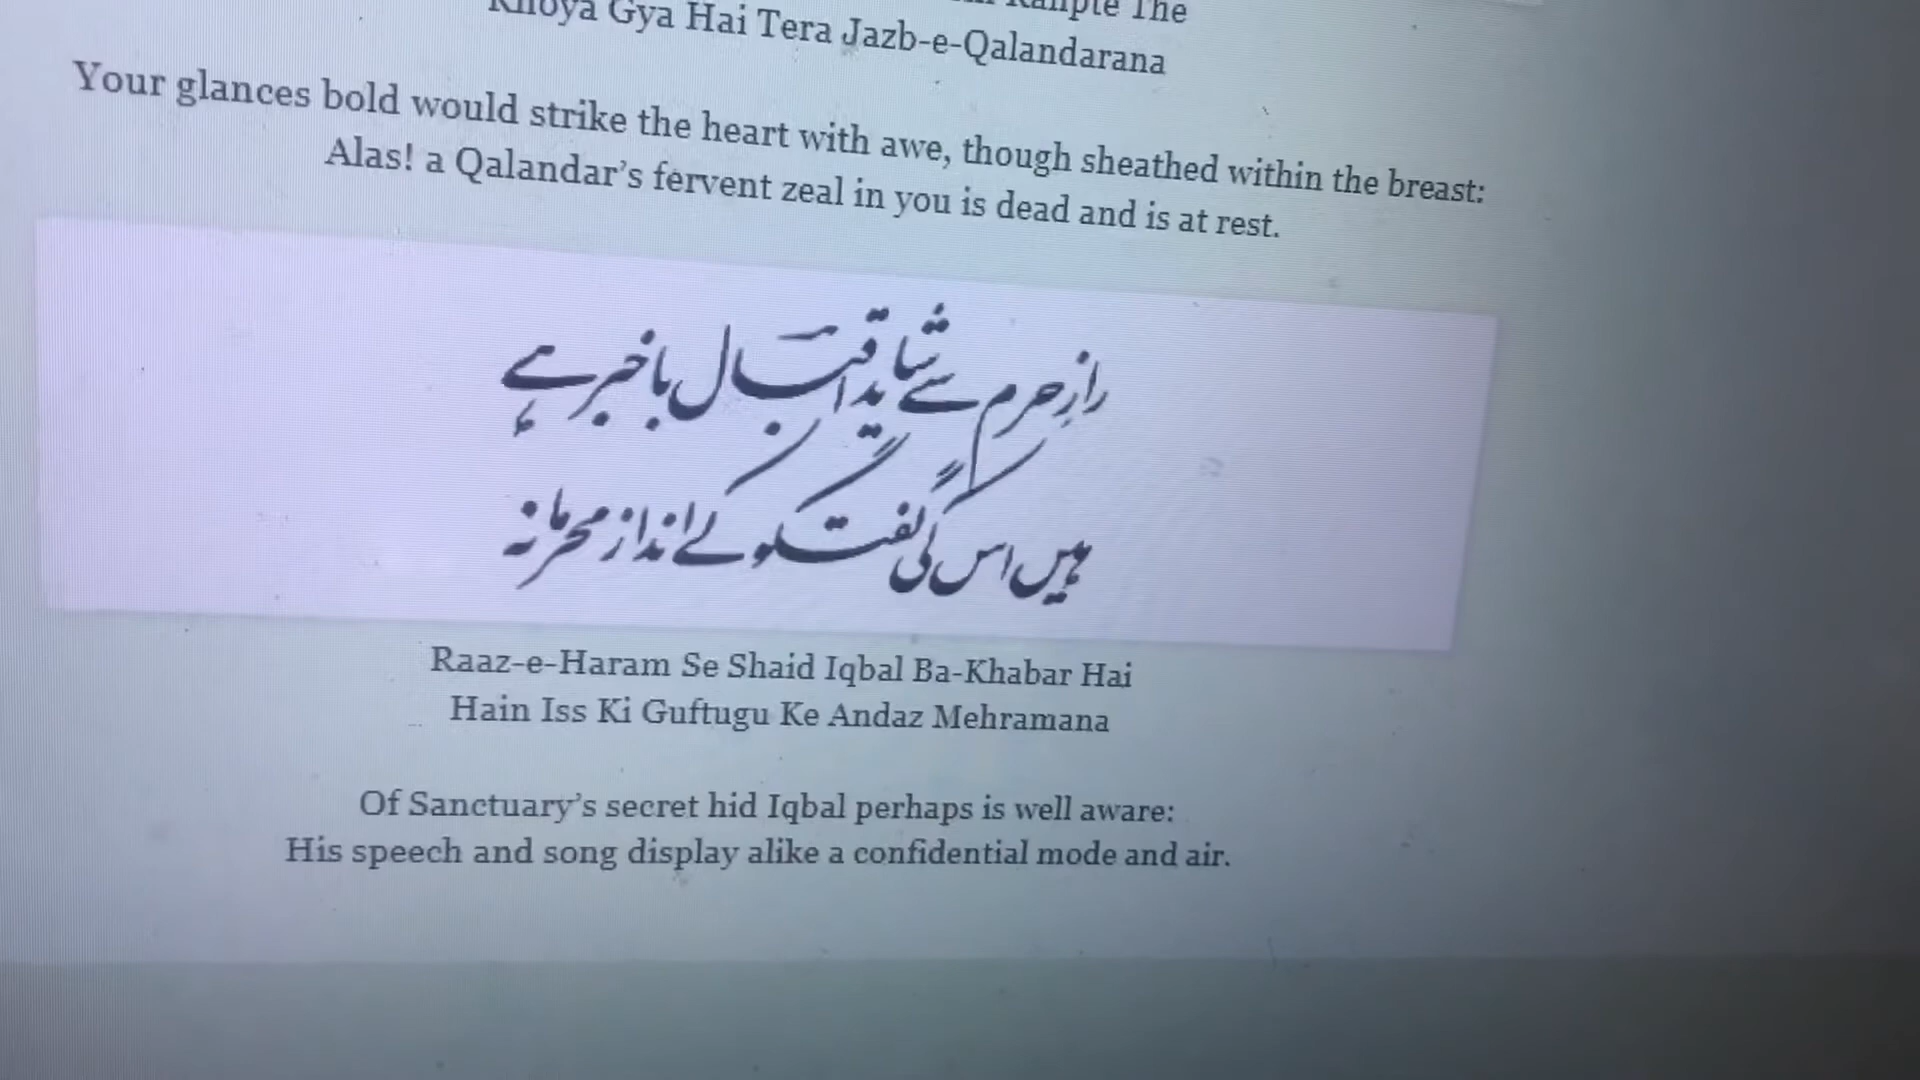 Kanpte The
Khoya Gya Hai Tera Jazb-e-Qalandarana
Your glances bold would strike the heart with awe, though sheathed within the breast:
Alas! a Qalandar’s fervent zeal in you is dead and is at rest.
رازِ حرم سے شاید اقبالؔ باخبر ہے
ہیں اس کی گفتگو کے انداز محرمانہ
Raaz-e-Haram Se Shaid Iqbal Ba-Khabar Hai
Hain Iss Ki Guftugu Ke Andaz Mehramana
Of Sanctuary’s secret hid Iqbal perhaps is well aware:
His speech and song display alike a confidential mode and air.